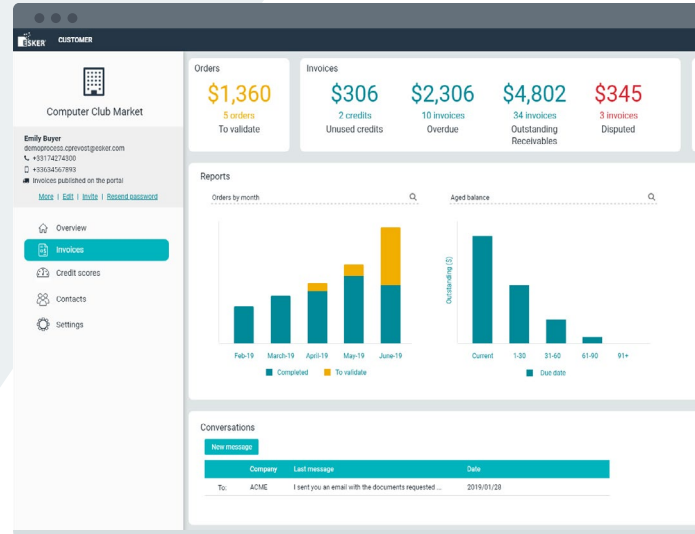 ESKER CUSTOMER
Computer Club Market
Emily Buyer
demoprocess.cprevost@esker.com
+33174274300
+33634567893
Invoices published on the portal
More | Edit | Invite | Resend password
Overview
Invoices
Credit scores
Contacts
Settings
Orders
$1,360
5 orders
To validate
Invoices
$306 $2,306 $4,802 $345
2 credits 10 invoices 34 invoices 3 invoices
Unused credits Overdue Outstanding Receivables Disputed
Reports
Orders by month
Feb-19 March-19 April-19 May-19 June-19
Completed To validate
Aged balance
Outstanding ($)
Current 1-30 31-60 61-90 91+
Due date
Conversations
New message
Company Last message Date
To: ACME I sent you an email with the documents requested ... 2019/01/28